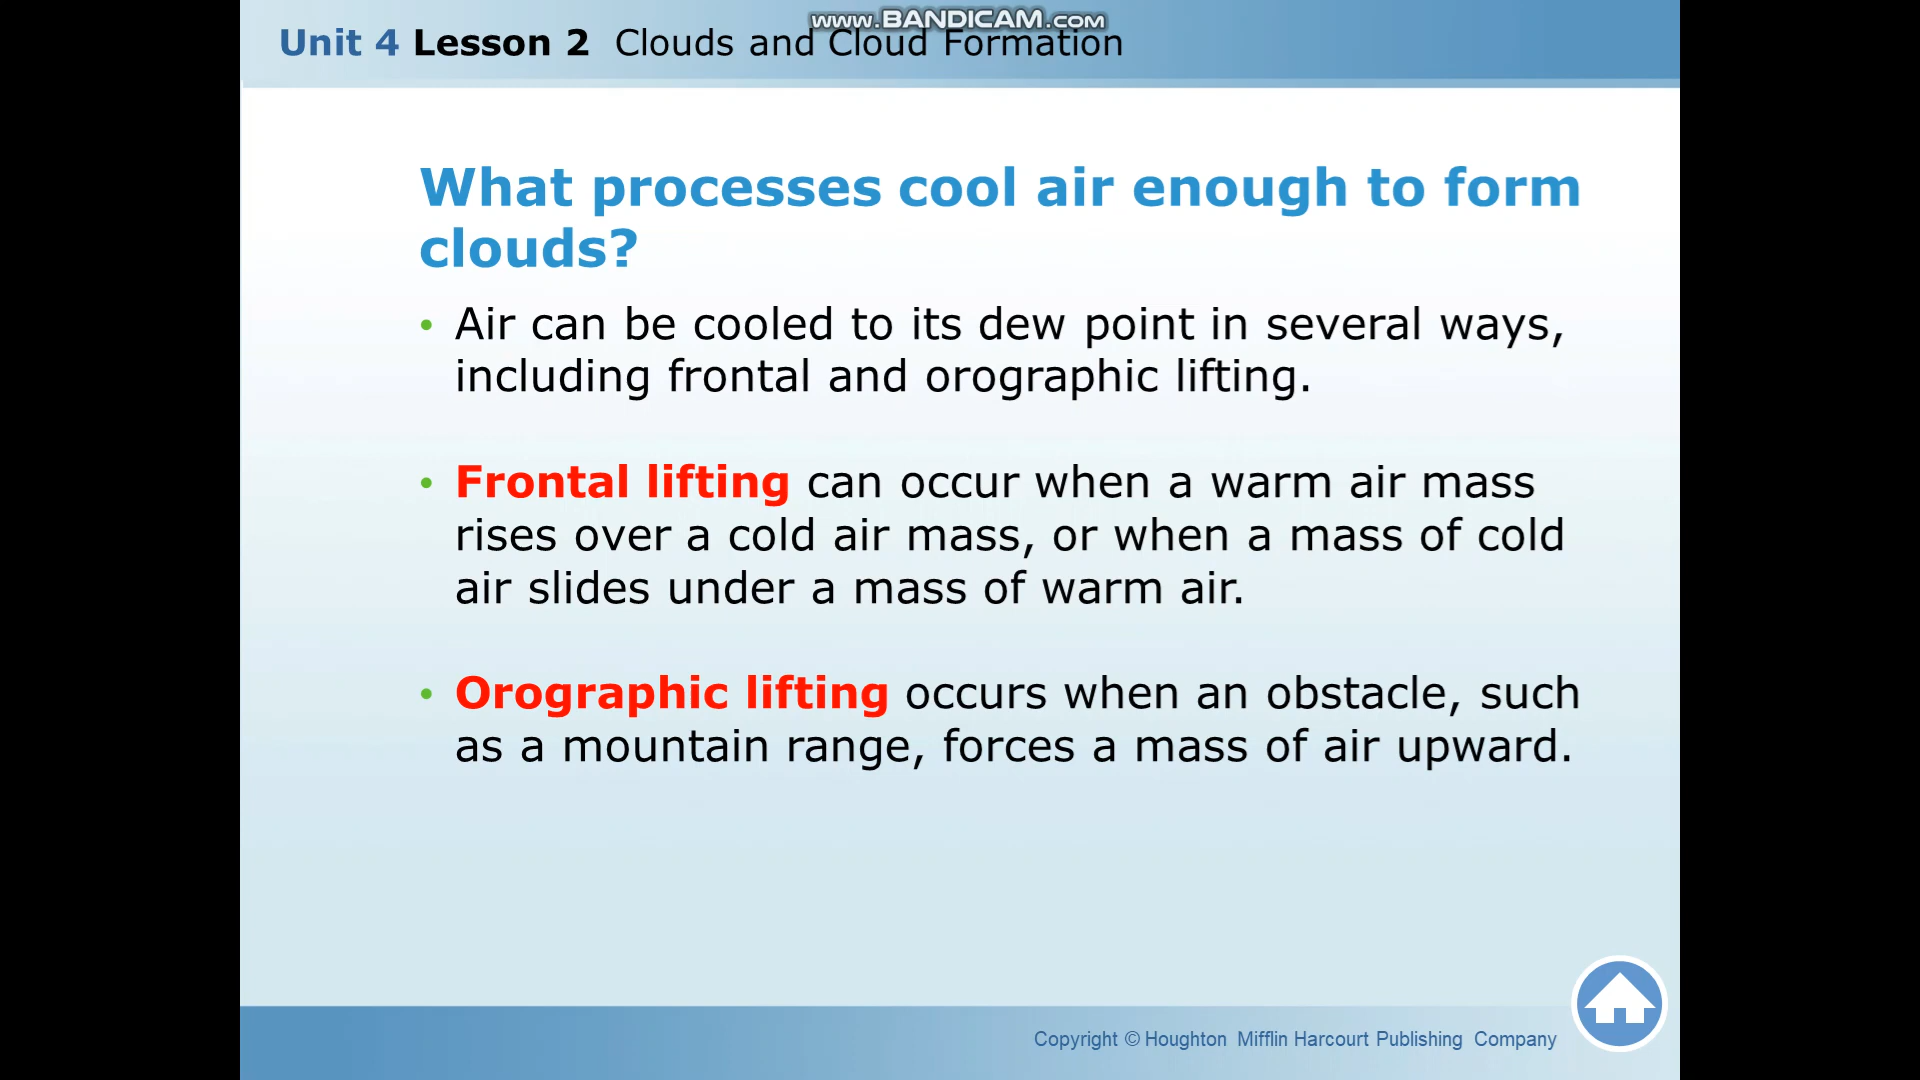 www.BANDICAM.com
Unit 4 Lesson 2 Clouds and Cloud Formation
What processes cool air enough to form
clouds?
• Air can be cooled to its dew point in several ways,
including frontal and orographic lifting.
• Frontal lifting can occur when a warm air mass
rises over a cold air mass, or when a mass of cold
air slides under a mass of warm air.
• Orographic lifting occurs when an obstacle, such
as a mountain range, forces a mass of air upward.
Copyright © Houghton Mifflin Harcourt Publishing Company